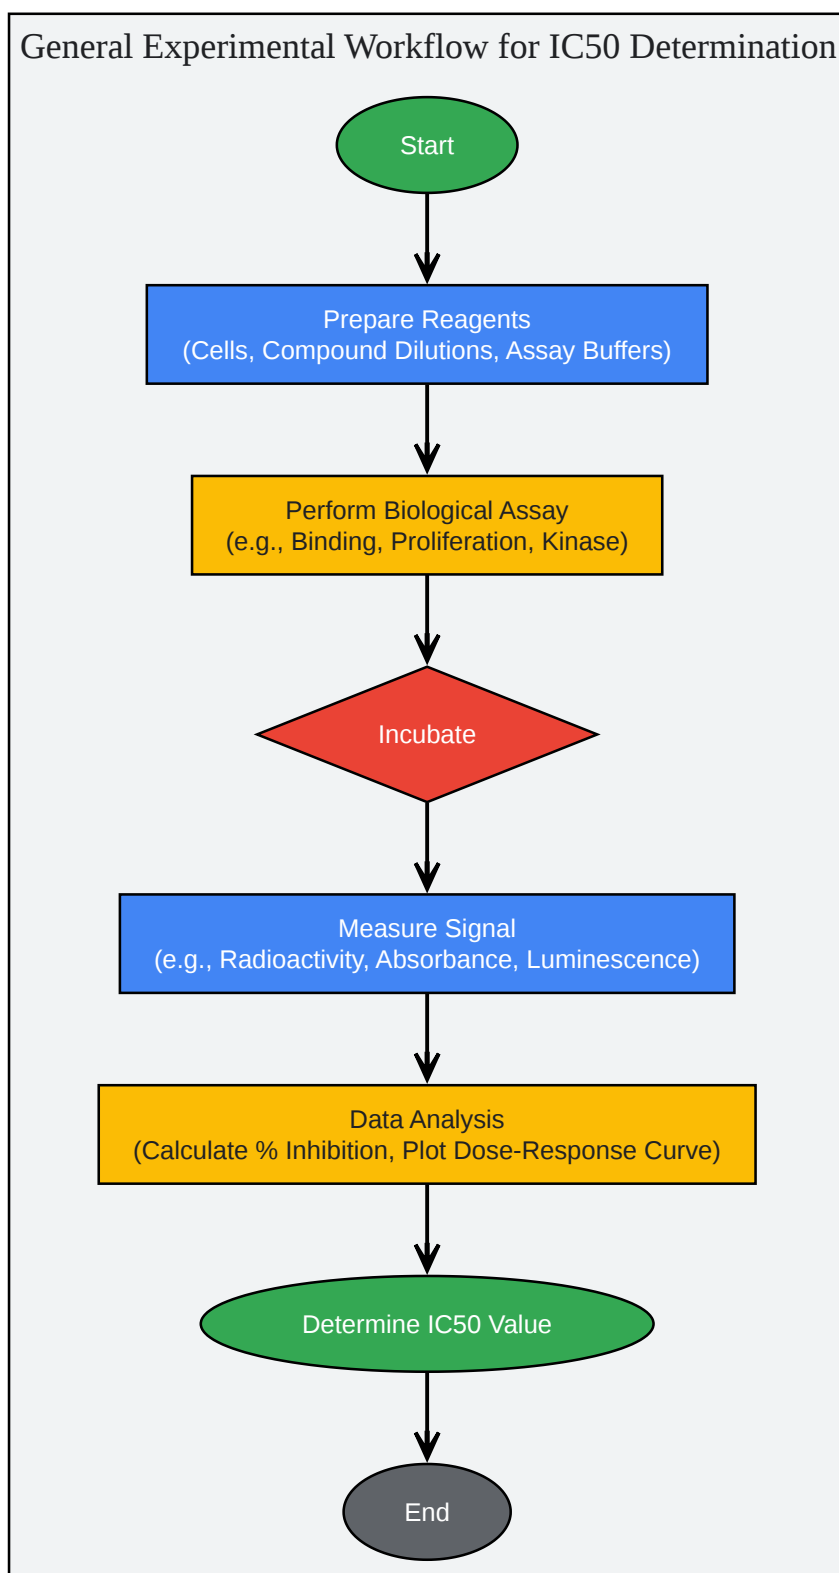 General Experimental Workflow for IC50 Determination
Start
Prepare Reagents
(Cells, Compound Dilutions, Assay Buffers)
Perform Biological Assay
(e.g., Binding, Proliferation, Kinase)
Incubate
Measure Signal
(e.g., Radioactivity, Absorbance, Luminescence)
Data Analysis
(Calculate % Inhibition, Plot Dose-Response Curve)
Determine IC50 Value
End